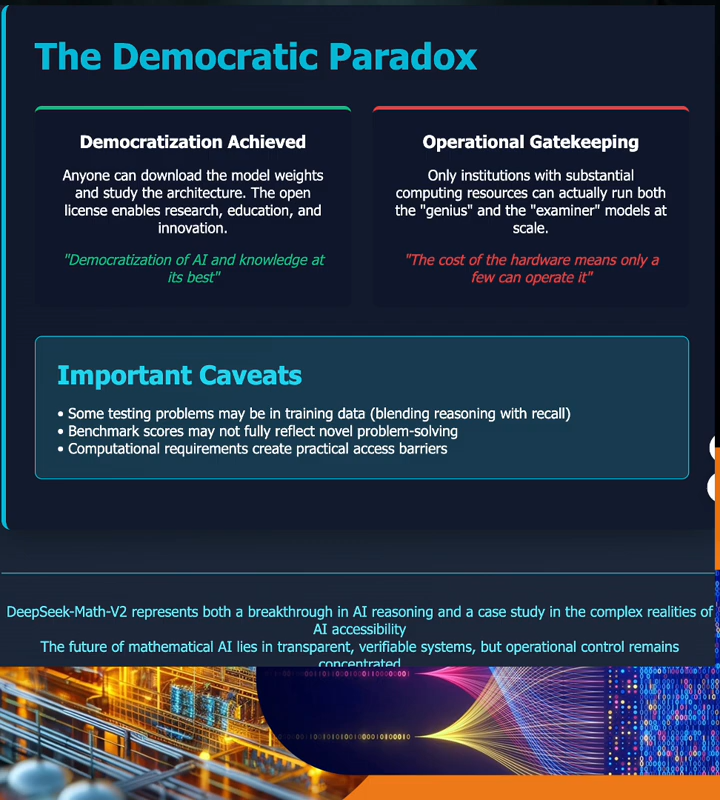 The Democratic Paradox
Democratization Achieved
Anyone can download the model weights
and study the architecture. The open
license enables research, education, and
innovation.
"Democratization of AI and knowledge at
its best"
Operational Gatekeeping
Only institutions with substantial
computing resources can actually run both
the "genius" and the "examiner" models at
scale.
"The cost of the hardware means only a
few can operate it"
Important Caveats
• Some testing problems may be in training data (blending reasoning with recall)
• Benchmark scores may not fully reflect novel problem-solving
• Computational requirements create practical access barriers
DeepSeek-Math-V2 represents both a breakthrough in AI reasoning and a case study in the complex realities of
AI accessibility
The future of mathematical AI lies in transparent, verifiable systems, but operational control remains
concentrated